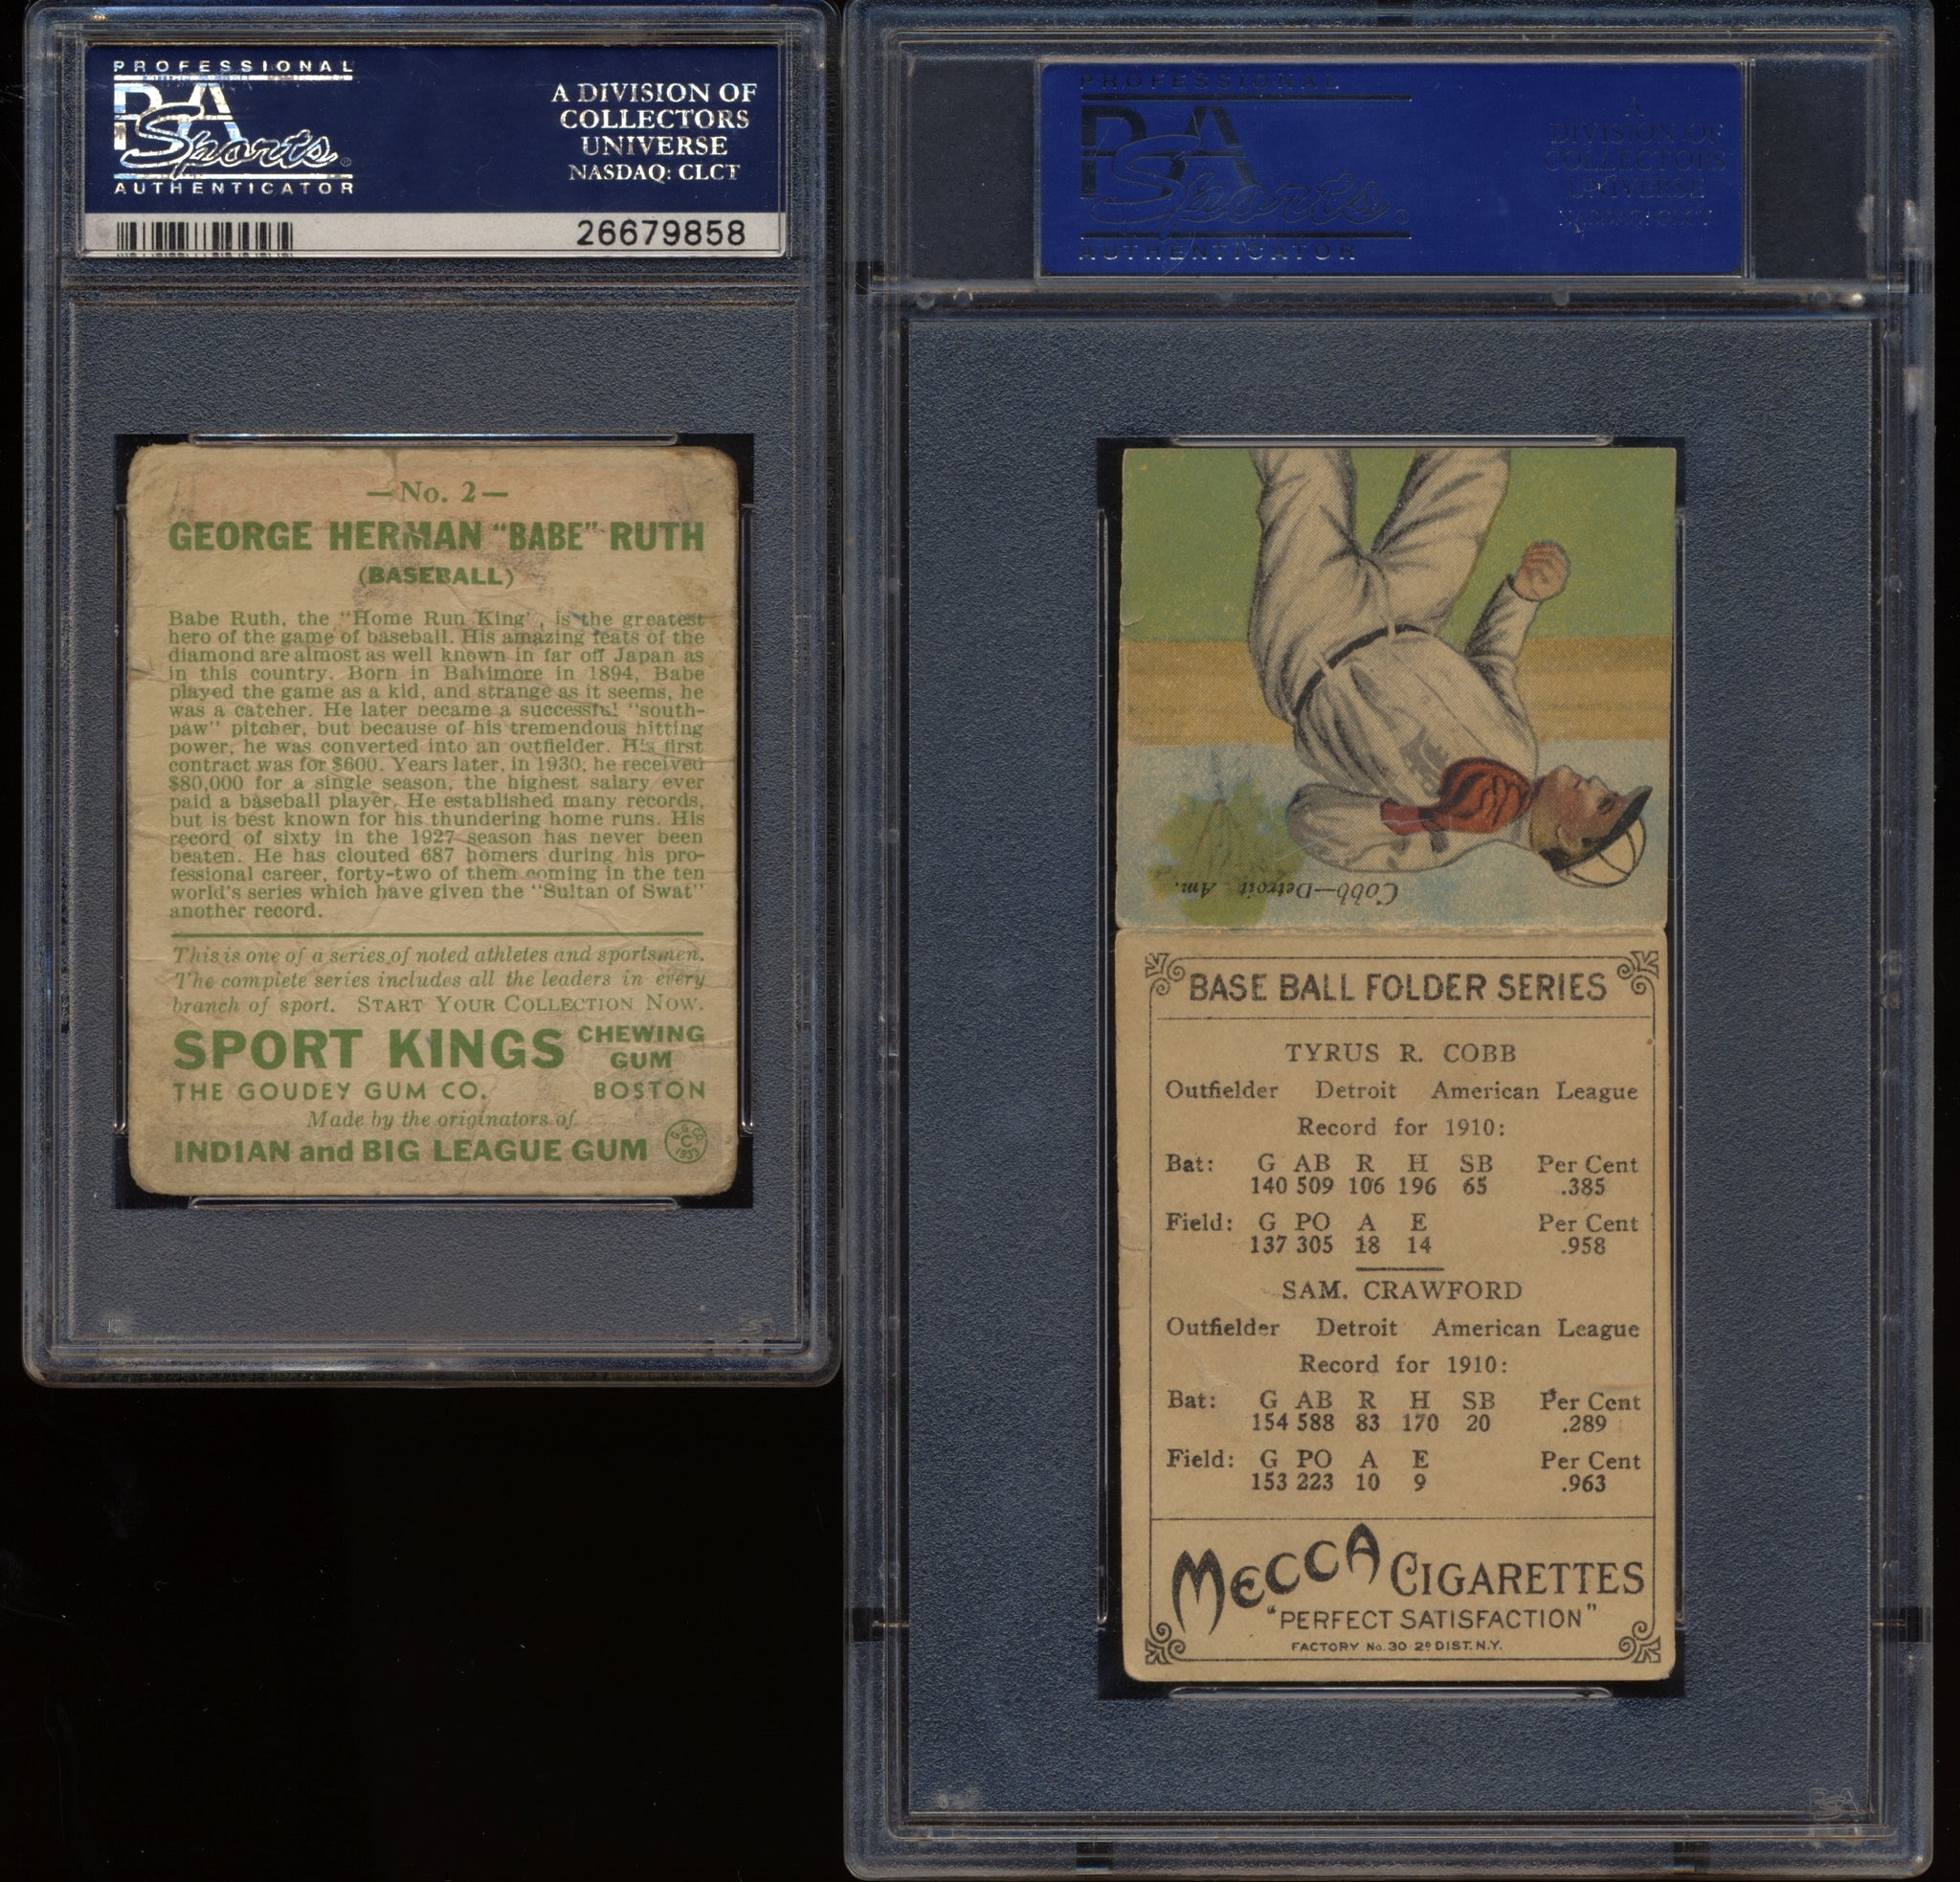 PROFESSIONAL
PSA
Sports
AUTHENTICATOR
A DIVISION OF
COLLECTORS
UNIVERSE
NASDAQ: CLCT
26679858
—No. 2—
GEORGE HERMAN "BABE" RUTH
(BASEBALL)
Babe Ruth, the "Home Run King", is the greatest
hero of the game of baseball. His amazing feats of the
diamond are almost as well known in far off Japan as
in this country. Born in Baltimore in 1894, Babe
played the game as a kid, and strange as it seems, he
was a catcher. He later became a successful "south-
paw" pitcher, but because of his tremendous hitting
power, he was converted into an outfielder. His first
contract was for $600. Years later, in 1930, he received
$80,000 for a single season, the highest salary ever
paid a baseball player. He established many records,
but is best known for his thundering home runs. His
record of sixty in the 1927 season has never been
beaten. He has clouted 687 homers during his pro-
fessional career, forty-two of them coming in the ten
world's series which have given the "Sultan of Swat"
another record.
This is one of a series of noted athletes and sportsmen.
The complete series includes all the leaders in every
branch of sport. START YOUR COLLECTION NOW.
SPORT KINGS CHEWING GUM
THE GOUDEY GUM CO. BOSTON
Made by the originators of
INDIAN and BIG LEAGUE GUM
G.G.CO. C 1933
PROFESSIONAL
PSA
Sports
AUTHENTICATOR
A
DIVISION OF
COLLECTORS
UNIVERSE
NASDAQ: CLCT
Cobb—Detroit Am.
BASE BALL FOLDER SERIES
TYRUS R. COBB
Outfielder Detroit American League
Record for 1910:
Bat: G AB R H SB Per Cent
140 509 106 196 65 .385
Field: G PO A E Per Cent
137 305 18 14 .958
SAM. CRAWFORD
Outfielder Detroit American League
Record for 1910:
Bat: G AB R H SB Per Cent
154 588 83 170 20 .289
Field: G PO A E Per Cent
153 223 10 9 .963
MECCA CIGARETTES
"PERFECT SATISFACTION"
FACTORY No. 30 2D DIST. N.Y.